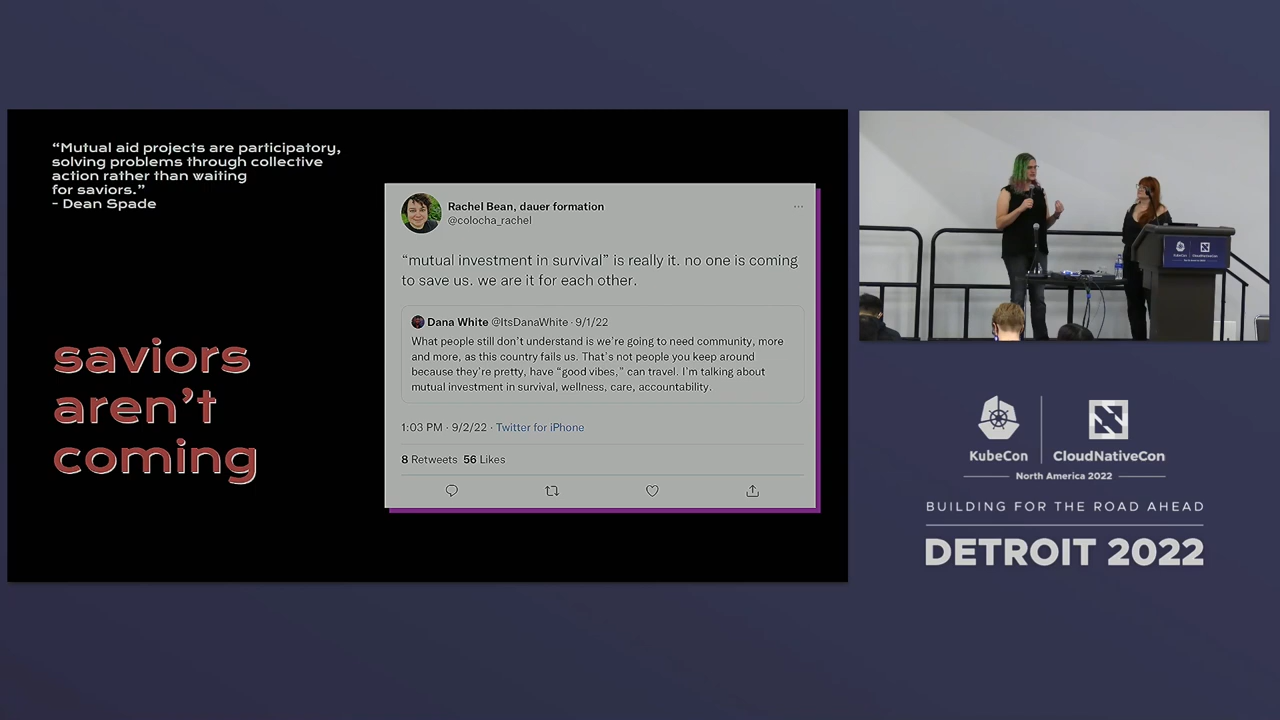 “Mutual aid projects are participatory,
solving problems through collective
action rather than waiting
for saviors.”
- Dean Spade
saviors
aren’t
coming
Rachel Bean, dauer formation
@colocha_rachel
“mutual investment in survival” is really it. no one is coming
to save us. we are it for each other.
Dana White @ItsDanaWhite · 9/1/22
What people still don’t understand is we’re going to need community, more
and more, as this country fails us. That’s not people you keep around
because they’re pretty, have “good vibes,” can travel. I’m talking about
mutual investment in survival, wellness, care, accountability.
1:03 PM · 9/2/22 · Twitter for iPhone
8 Retweets 56 Likes
KubeCon CloudNativeCon
KubeCon CloudNativeCon
North America 2022
BUILDING FOR THE ROAD AHEAD
DETROIT 2022